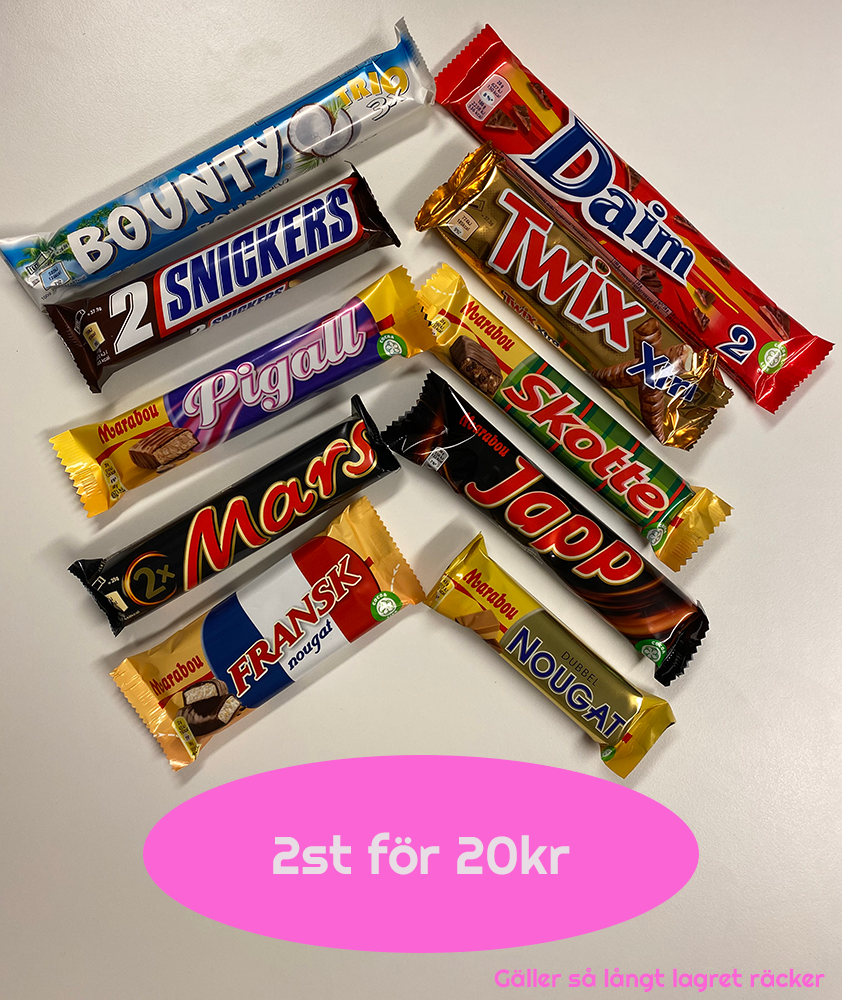 BOUNTY TRIO 3x
Daim 2
2 SNICKERS
TWIX Xtra
Marabou Pigall
Marabou Skotte
2x Mars
Marabou Japp
Marabou FRANSK nougat
Marabou DUBBEL NOUGAT
2st för 20kr
Gäller så långt lagret räcker